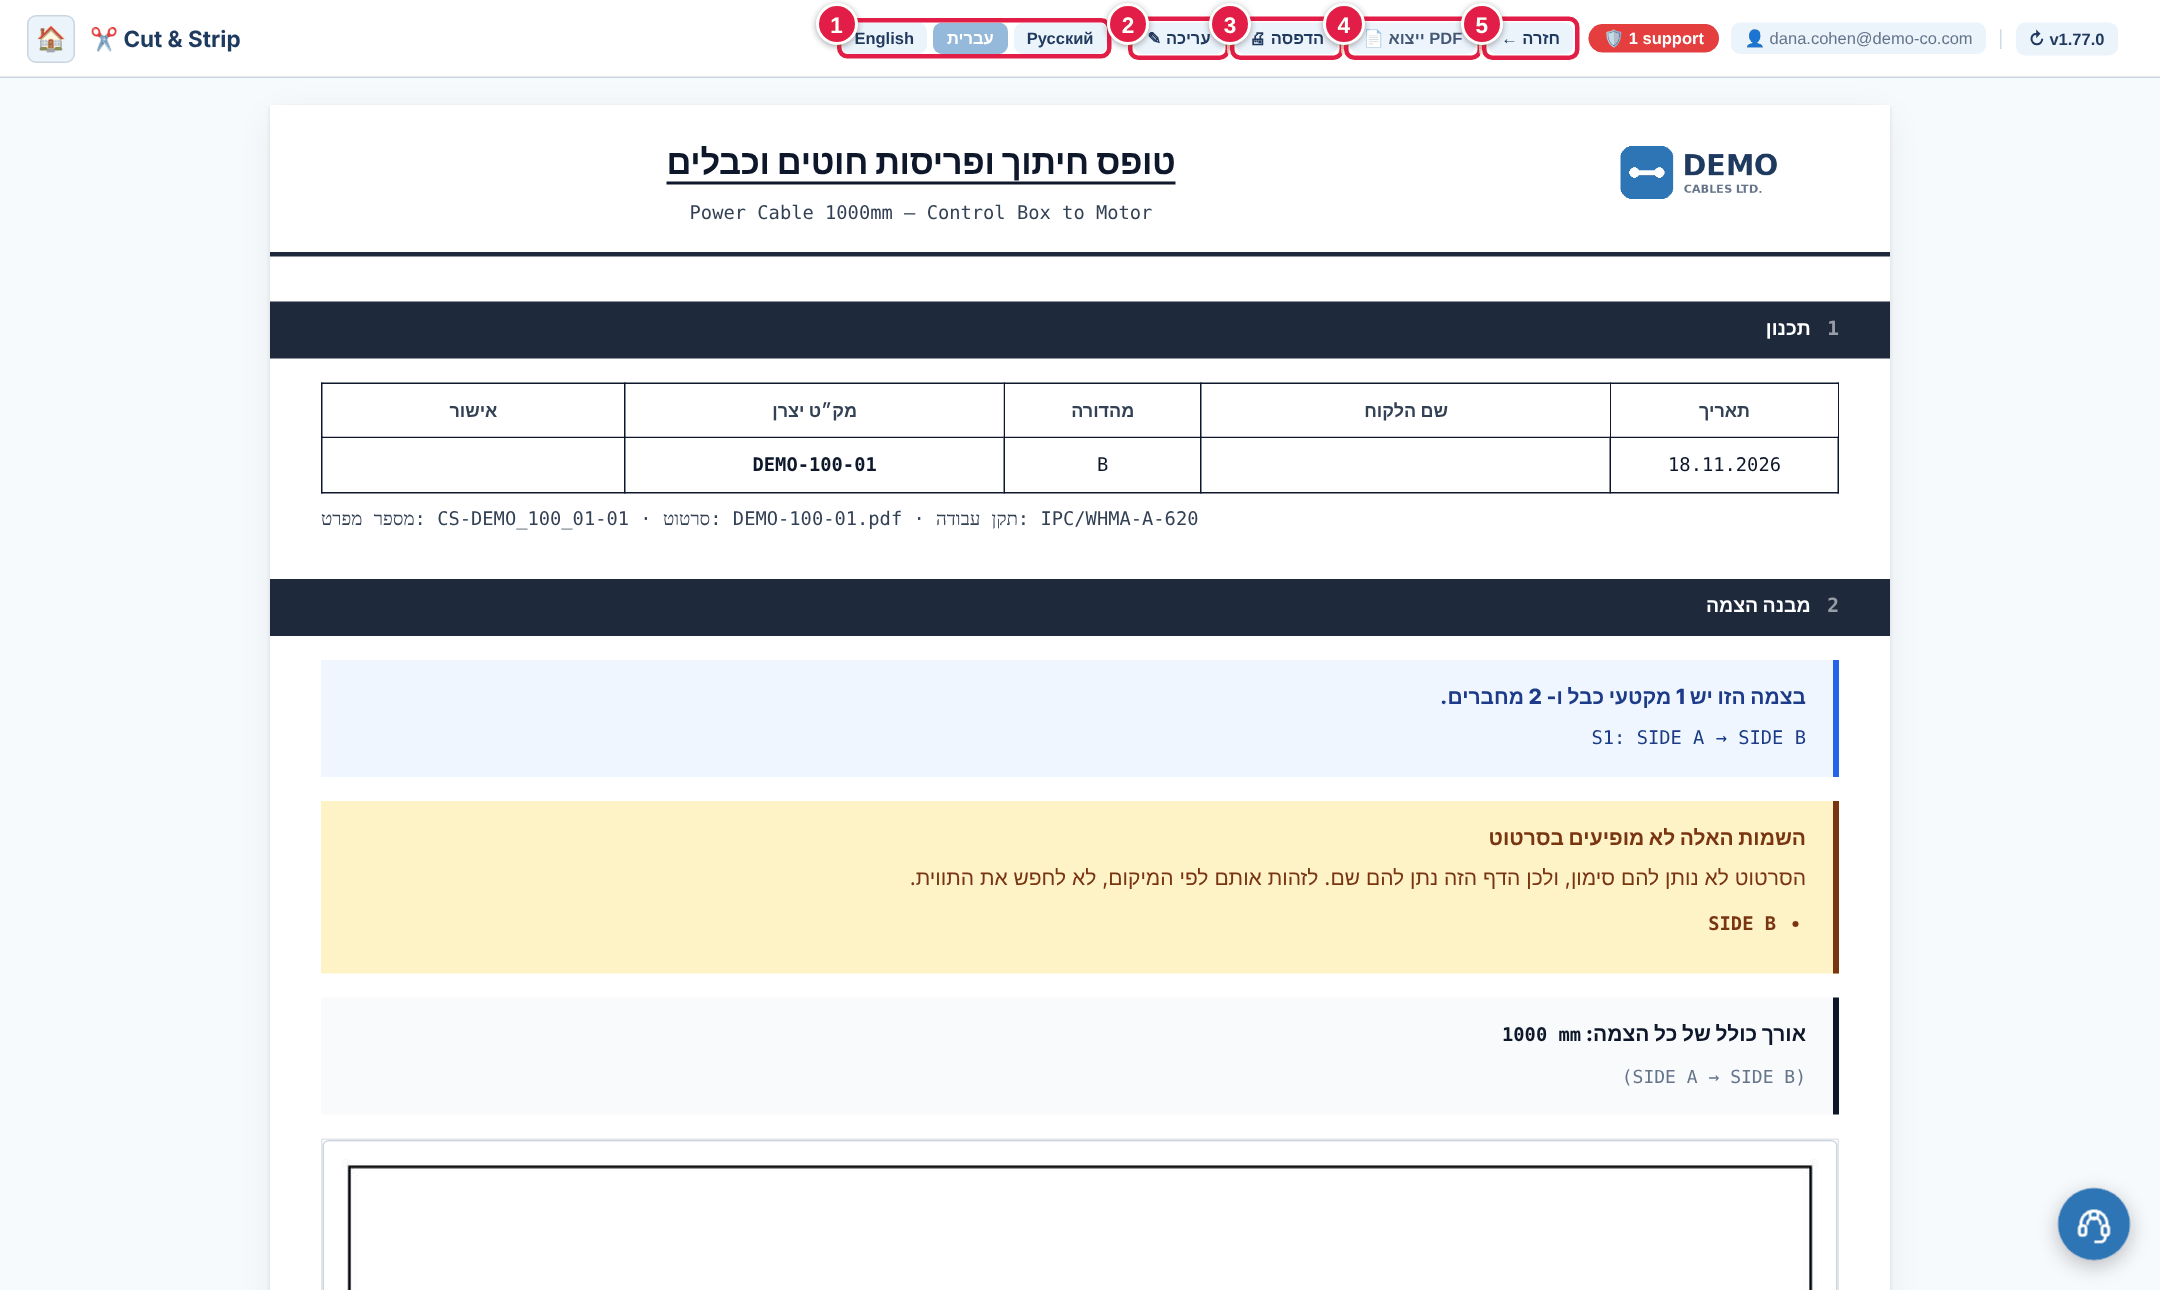 🏠 ✂️ Cut & Strip
1 English עברית Русский 2 ✎ עריכה 3 🖨 הדפסה 4 📄 ייצוא PDF 5 ← חזרה 🛡️ 1 support 👤 dana.cohen@demo-co.com ↻ v1.77.0
DEMO
CABLES LTD.
טופס חיתוך ופריסות חוטים וכבלים
Power Cable 1000mm — Control Box to Motor
1 תכנון
תאריך שם הלקוח מהדורה מק״ט יצרן אישור
18.11.2026 B DEMO-100-01
מספר מפרט: CS-DEMO_100_01-01 · סרטוט: DEMO-100-01.pdf · תקן עבודה: IPC/WHMA-A-620
2 מבנה הצמה
בצמה הזו יש 1 מקטעי כבל ו- 2 מחברים.
S1: SIDE A → SIDE B
השמות האלה לא מופיעים בסרטוט
הסרטוט לא נותן להם סימון, ולכן הדף הזה נתן להם שם. לזהות אותם לפי המיקום, לא לחפש את התווית.
• SIDE B
אורך כולל של כל הצמה: 1000 mm
(SIDE A → SIDE B)